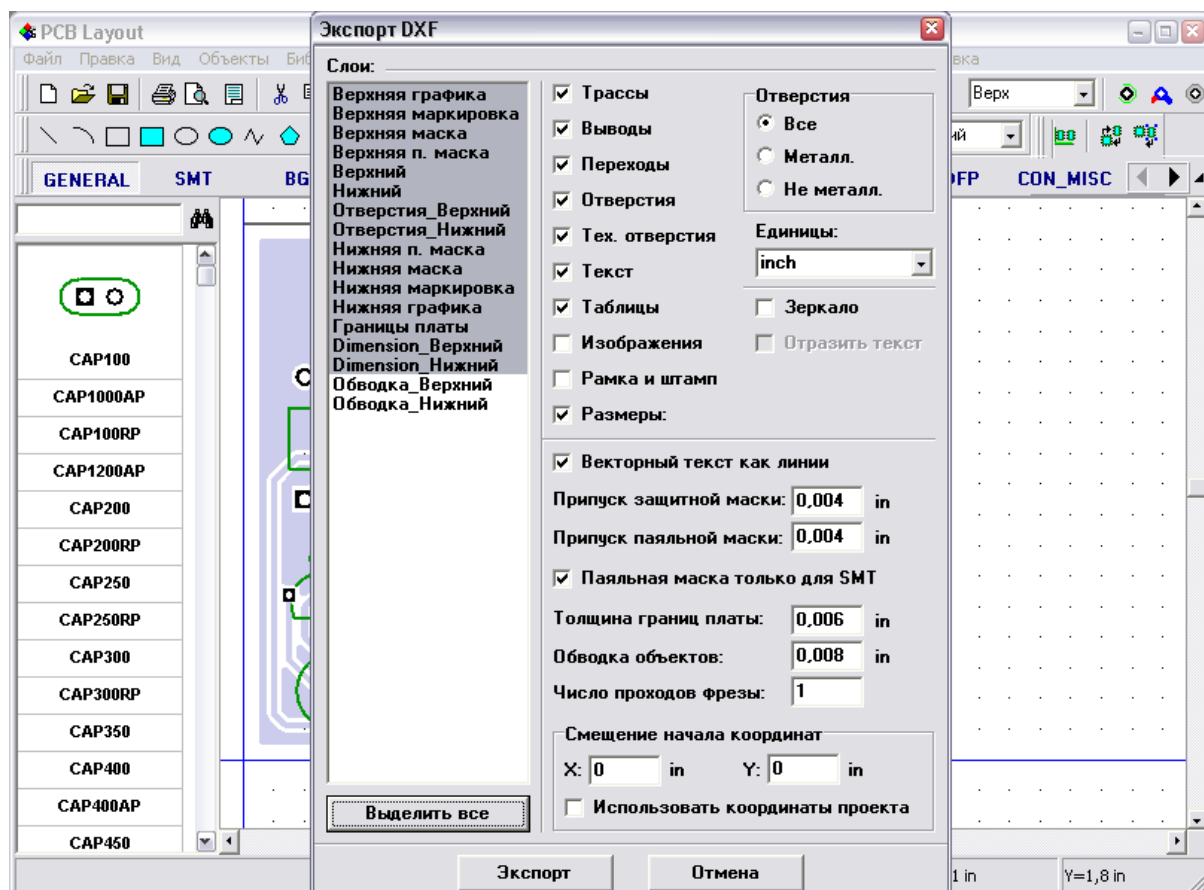 PCB Layout
Файл Правка Вид Объекты
Верх
GENERAL SMT
CON_MISC
CAP100
CAP1000AP
CAP100RP
CAP1200AP
CAP200
CAP200RP
CAP250
CAP250RP
CAP300
CAP300RP
CAP350
CAP400
CAP400AP
CAP450
Экспорт DXF
Слои:
Верхняя графика
Верхняя маркировка
Верхняя маска
Верхняя п. маска
Верхний
Нижний
Отверстия_Верхний
Отверстия_Нижний
Нижняя п. маска
Нижняя маска
Нижняя маркировка
Нижняя графика
Границы платы
Dimension_Верхний
Dimension_Нижний
Обводка_Верхний
Обводка_Нижний
Выделить все
Трассы
Выводы
Переходы
Отверстия
Тех. отверстия
Текст
Таблицы
Изображения
Рамка и штамп
Размеры:
Отверстия
Все
Металл.
Не металл.
Единицы:
inch
Зеркало
Отразить текст
Векторный текст как линии
Припуск защитной маски: 0,004 in
Припуск паяльной маски: 0,004 in
Паяльная маска только для SMT
Толщина границ платы: 0,006 in
Обводка объектов: 0,008 in
Число проходов фрезы: 1
Смещение начала координат
X: 0 in Y: 0 in
Использовать координаты проекта
Экспорт Отмена
1 in Y=1,8 in